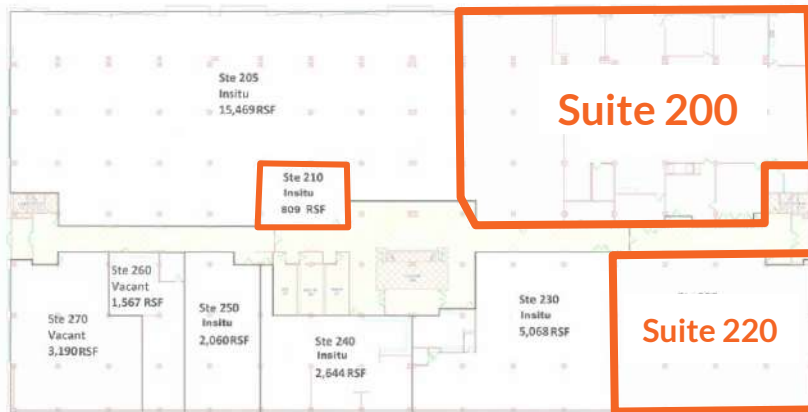 Ste 205
Insitu
15,469 RSF
Suite 200
Ste 210
Insitu
809 RSF
Ste 260
Vacant
1,567 RSF
Ste 270
Vacant
3,190 RSF
Ste 250
Insitu
2,060 RSF
Ste 240
Insitu
2,644 RSF
Ste 230
Insitu
5,068 RSF
Suite 220